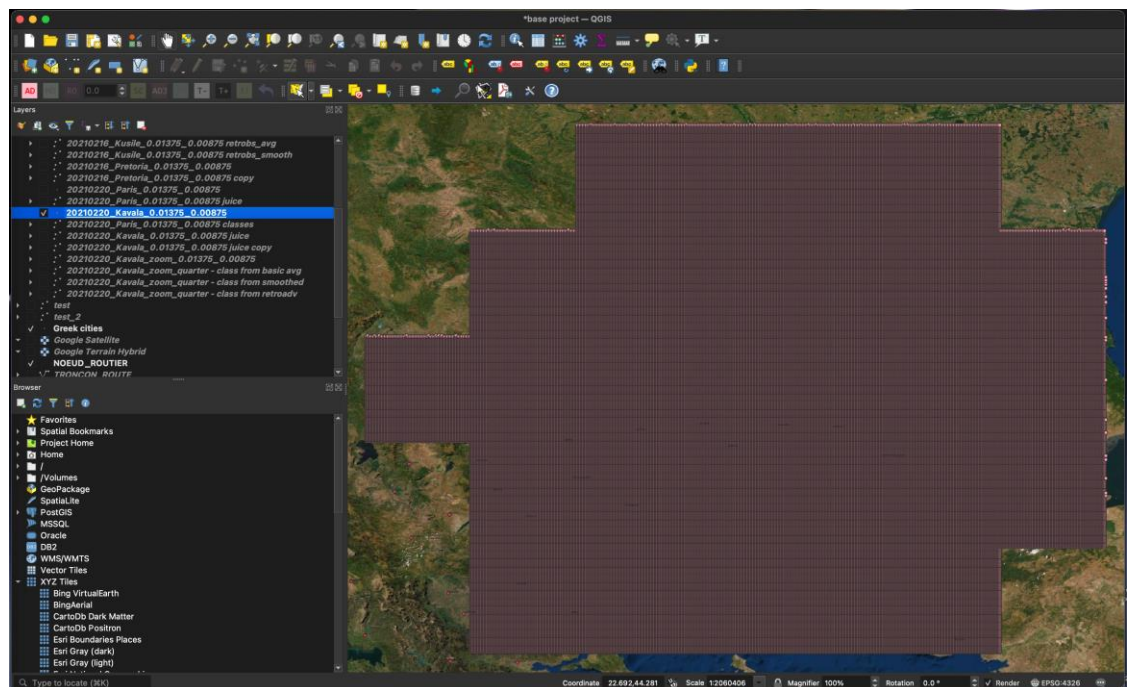 *base project — QGIS
AD
0.0
T-
T+
Layers
20210216_Kusile_0.01375_0.00875 retrobs_avg
20210216_Kusile_0.01375_0.00875 retrobs_smooth
20210216_Pretoria_0.01375_0.00875
20210216_Pretoria_0.01375_0.00875 copy
20210220_Paris_0.01375_0.00875
20210220_Paris_0.01375_0.00875 juice
20210220_Kavala_0.01375_0.00875
20210220_Paris_0.01375_0.00875 classes
20210220_Kavala_0.01375_0.00875 juice
20210220_Kavala_0.01375_0.00875 juice copy
20210220_Kavala_zoom_0.01375_0.00875
20210220_Kavala_zoom_quarter - class from basic avg
20210220_Kavala_zoom_quarter - class from smoothed
20210220_Kavala_zoom_quarter - class from retroadv
test
test_2
Greek cities
Google Satellite
Google Terrain Hybrid
NOEUD_ROUTIER
TRONCON_ROUTE
Browser
Favorites
Spatial Bookmarks
Project Home
Home
/
/Volumes
GeoPackage
SpatiaLite
PostGIS
MSSQL
Oracle
DB2
WMS/WMTS
Vector Tiles
XYZ Tiles
Bing VirtualEarth
BingAerial
CartoDb Dark Matter
CartoDb Positron
Esri Boundaries Places
Esri Gray (dark)
Esri Gray (light)
Type to locate (⌘K)
Coordinate 22.692,44.281 Scale 1:2060406 Magnifier 100% Rotation 0.0 ° Render EPSG:4326